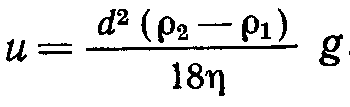 u = d² (ρ₂ — ρ₁) / 18η g.